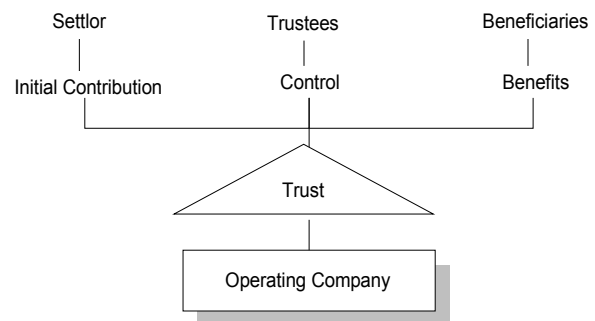 Settlor Trustees Beneficiaries
Initial Contribution Control Benefits
Trust
Operating Company